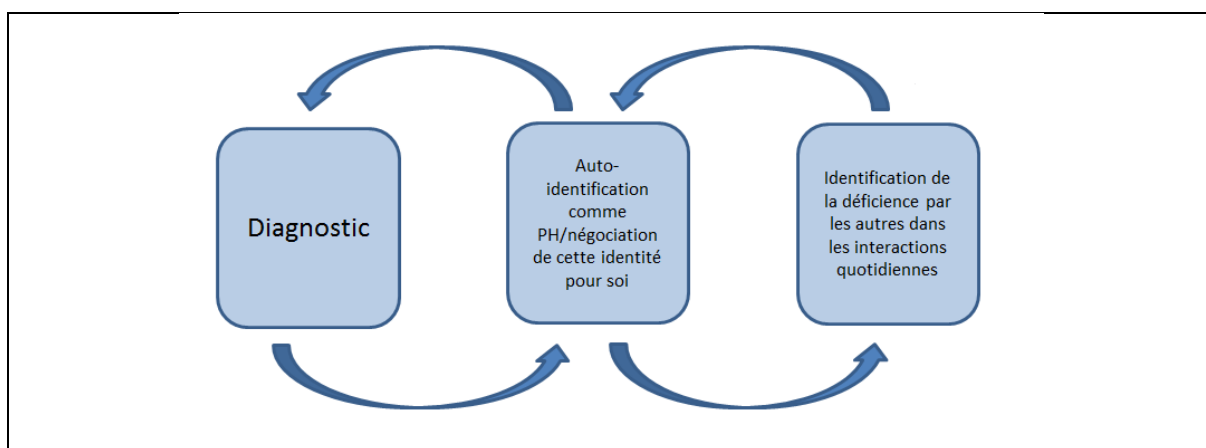 Diagnostic
Auto-
identification
comme
PH/négociation
de cette identité
pour soi
Identification de
la déficience par
les autres dans
les interactions
quotidiennes